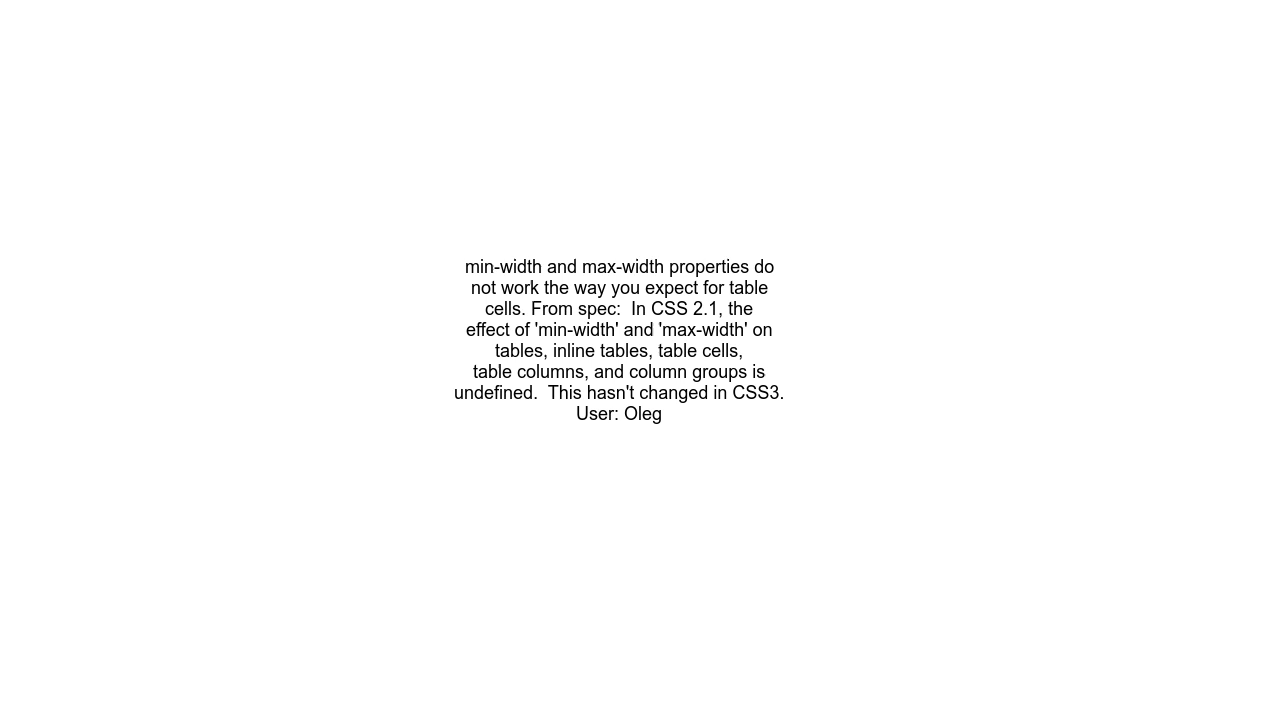 min-width and max-width properties do
not work the way you expect for table
cells. From spec:  In CSS 2.1, the
effect of 'min-width' and 'max-width' on
tables, inline tables, table cells,
table columns, and column groups is
undefined.  This hasn't changed in CSS3.
User: Oleg